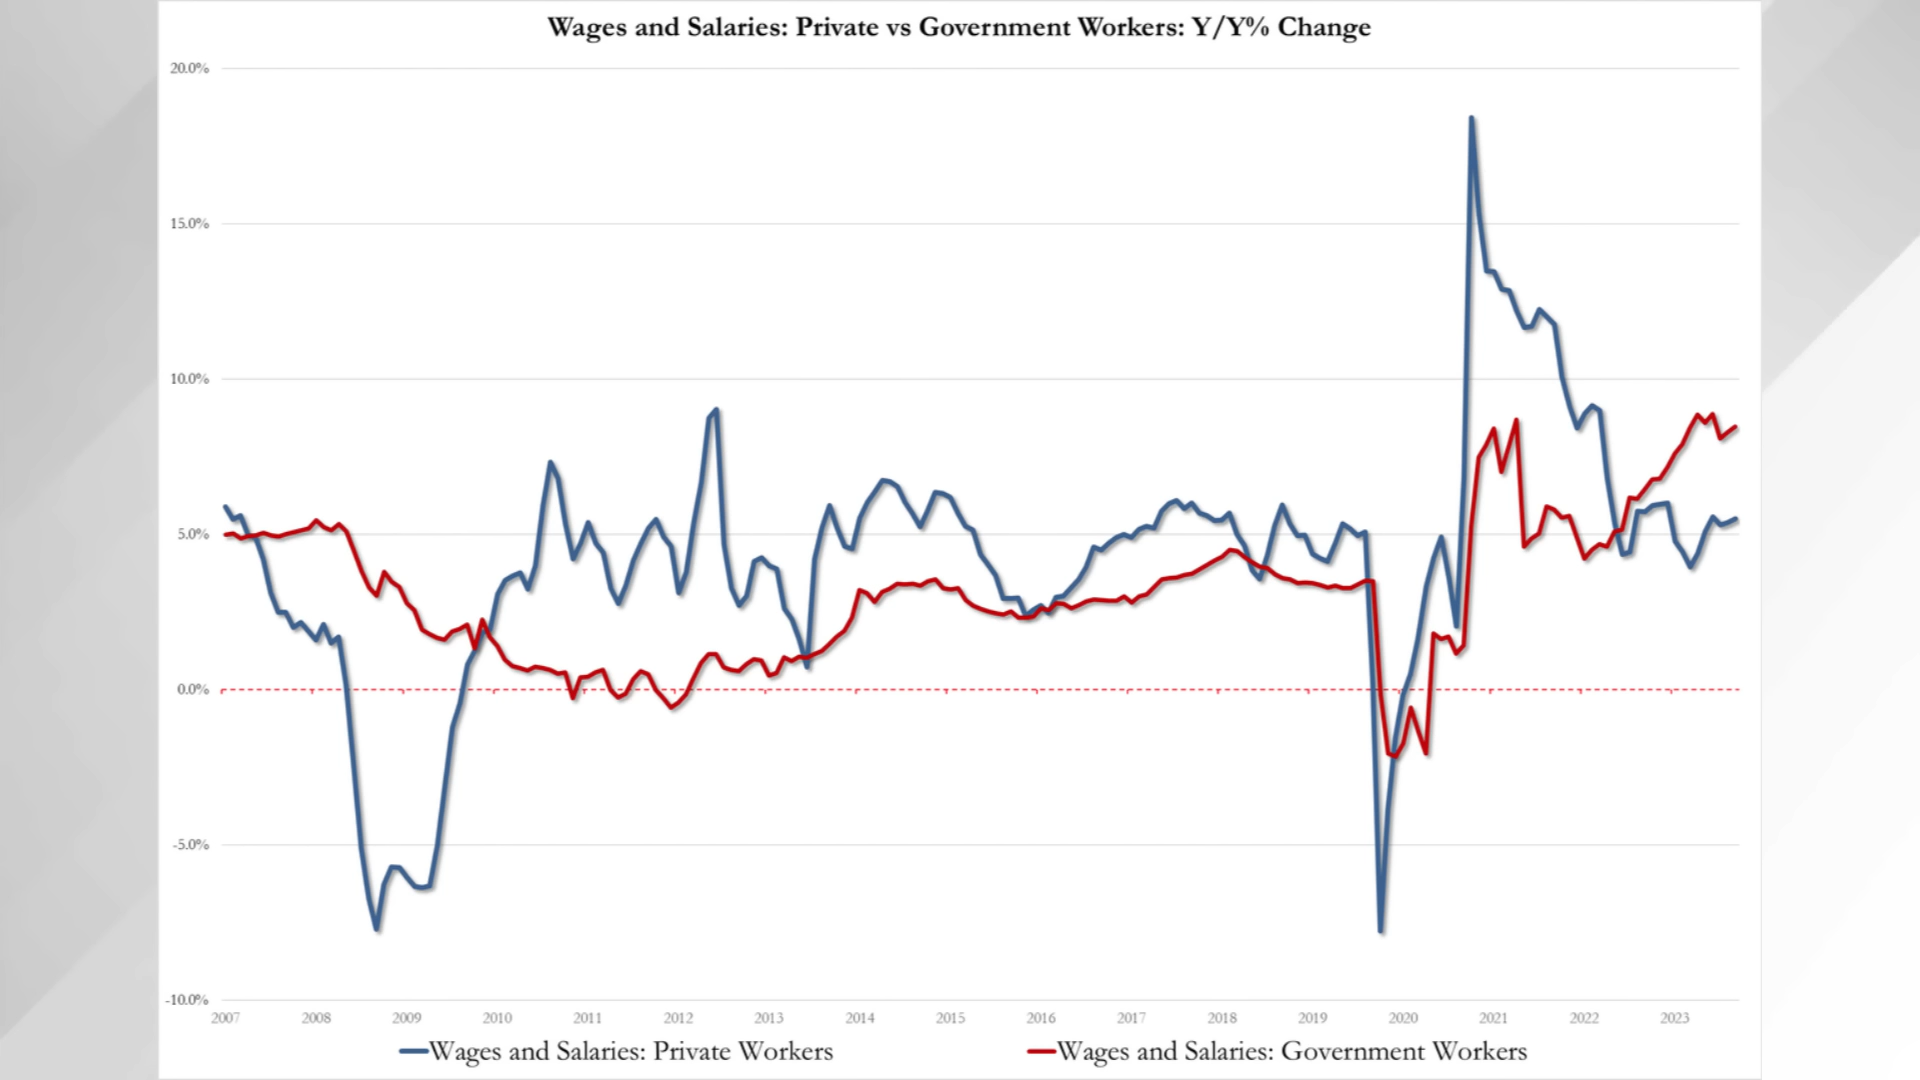 Wages and Salaries: Private vs Government Workers: Y/Y% Change
20.0%
15.0%
10.0%
5.0%
0.0%
-5.0%
-10.0%
2007 2008 2009 2010 2011 2012 2013 2014 2015 2016 2017 2018 2019 2020 2021 2022 2023
Wages and Salaries: Private Workers Wages and Salaries: Government Workers